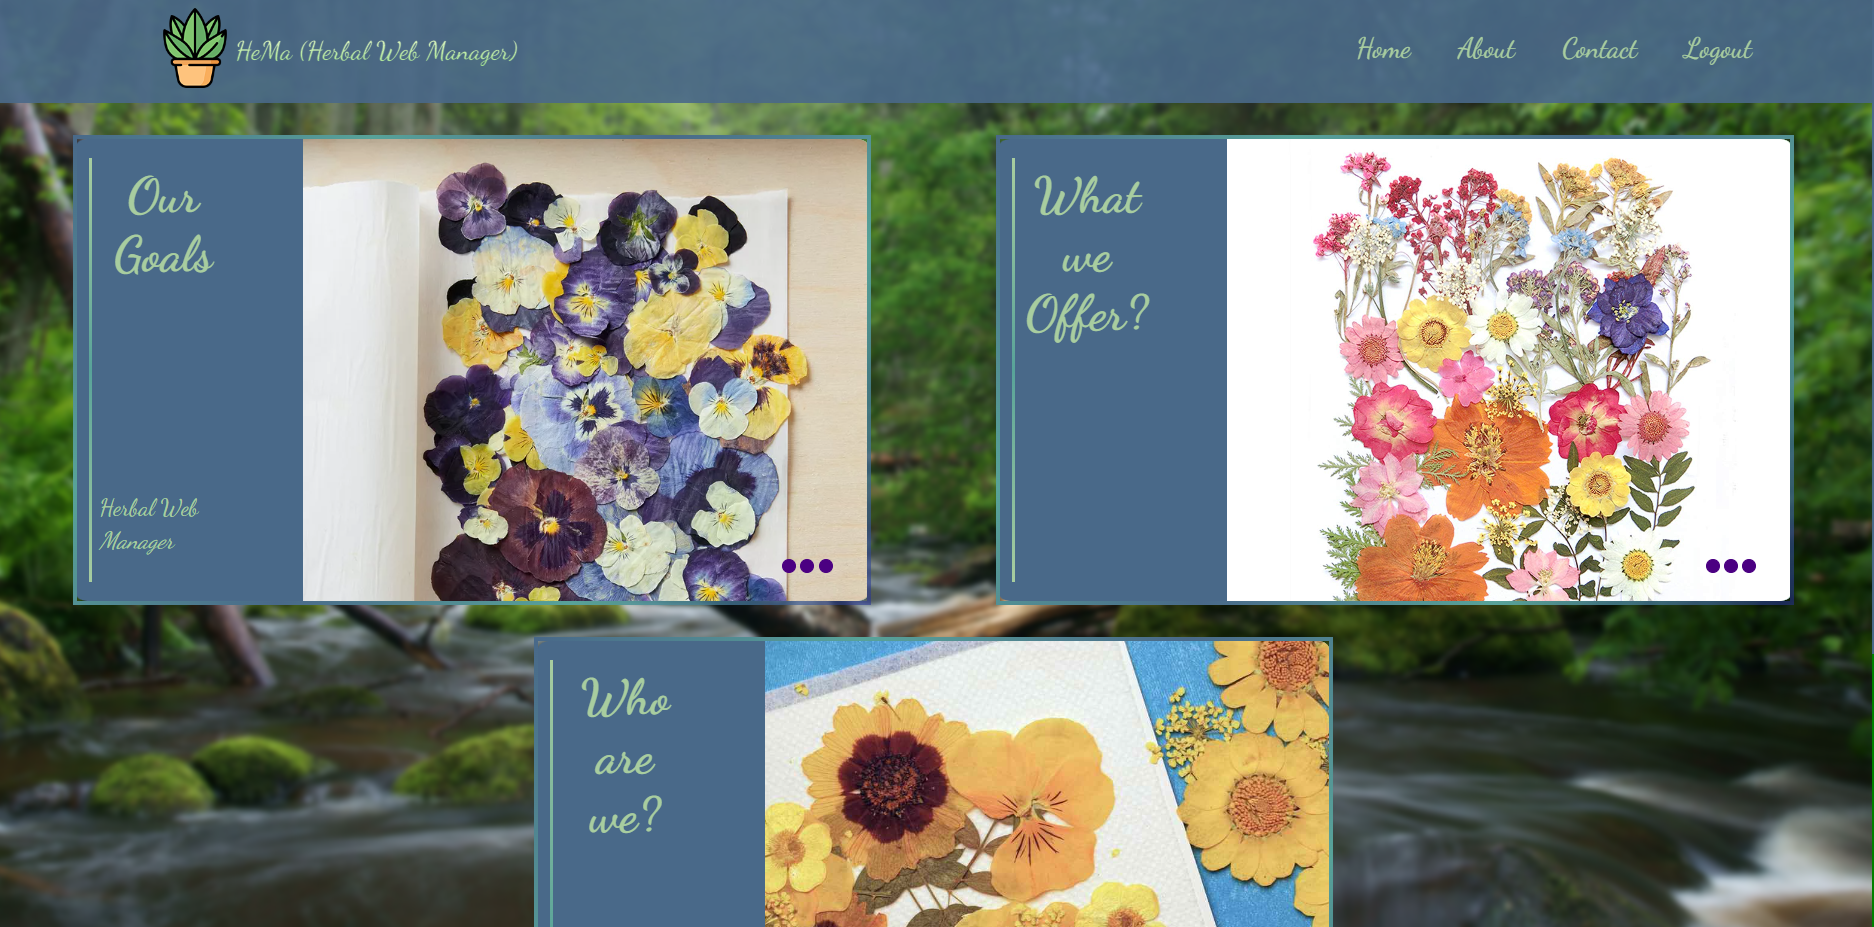 HeMa (Herbal Web Manager)
Home About Contact Logout
Our
Goals
Herbal Web
Manager
What
we
Offer?
Who
are
we?